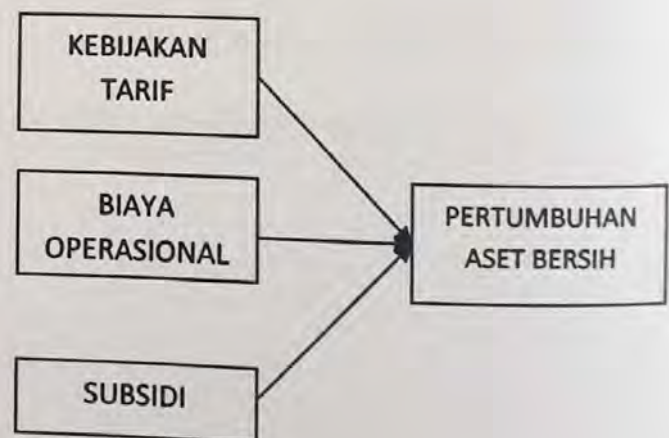 KEBIJAKAN
TARIF
BIAYA
OPERASIONAL
PERTUMBUHAN
ASET BERSIH
SUBSIDI